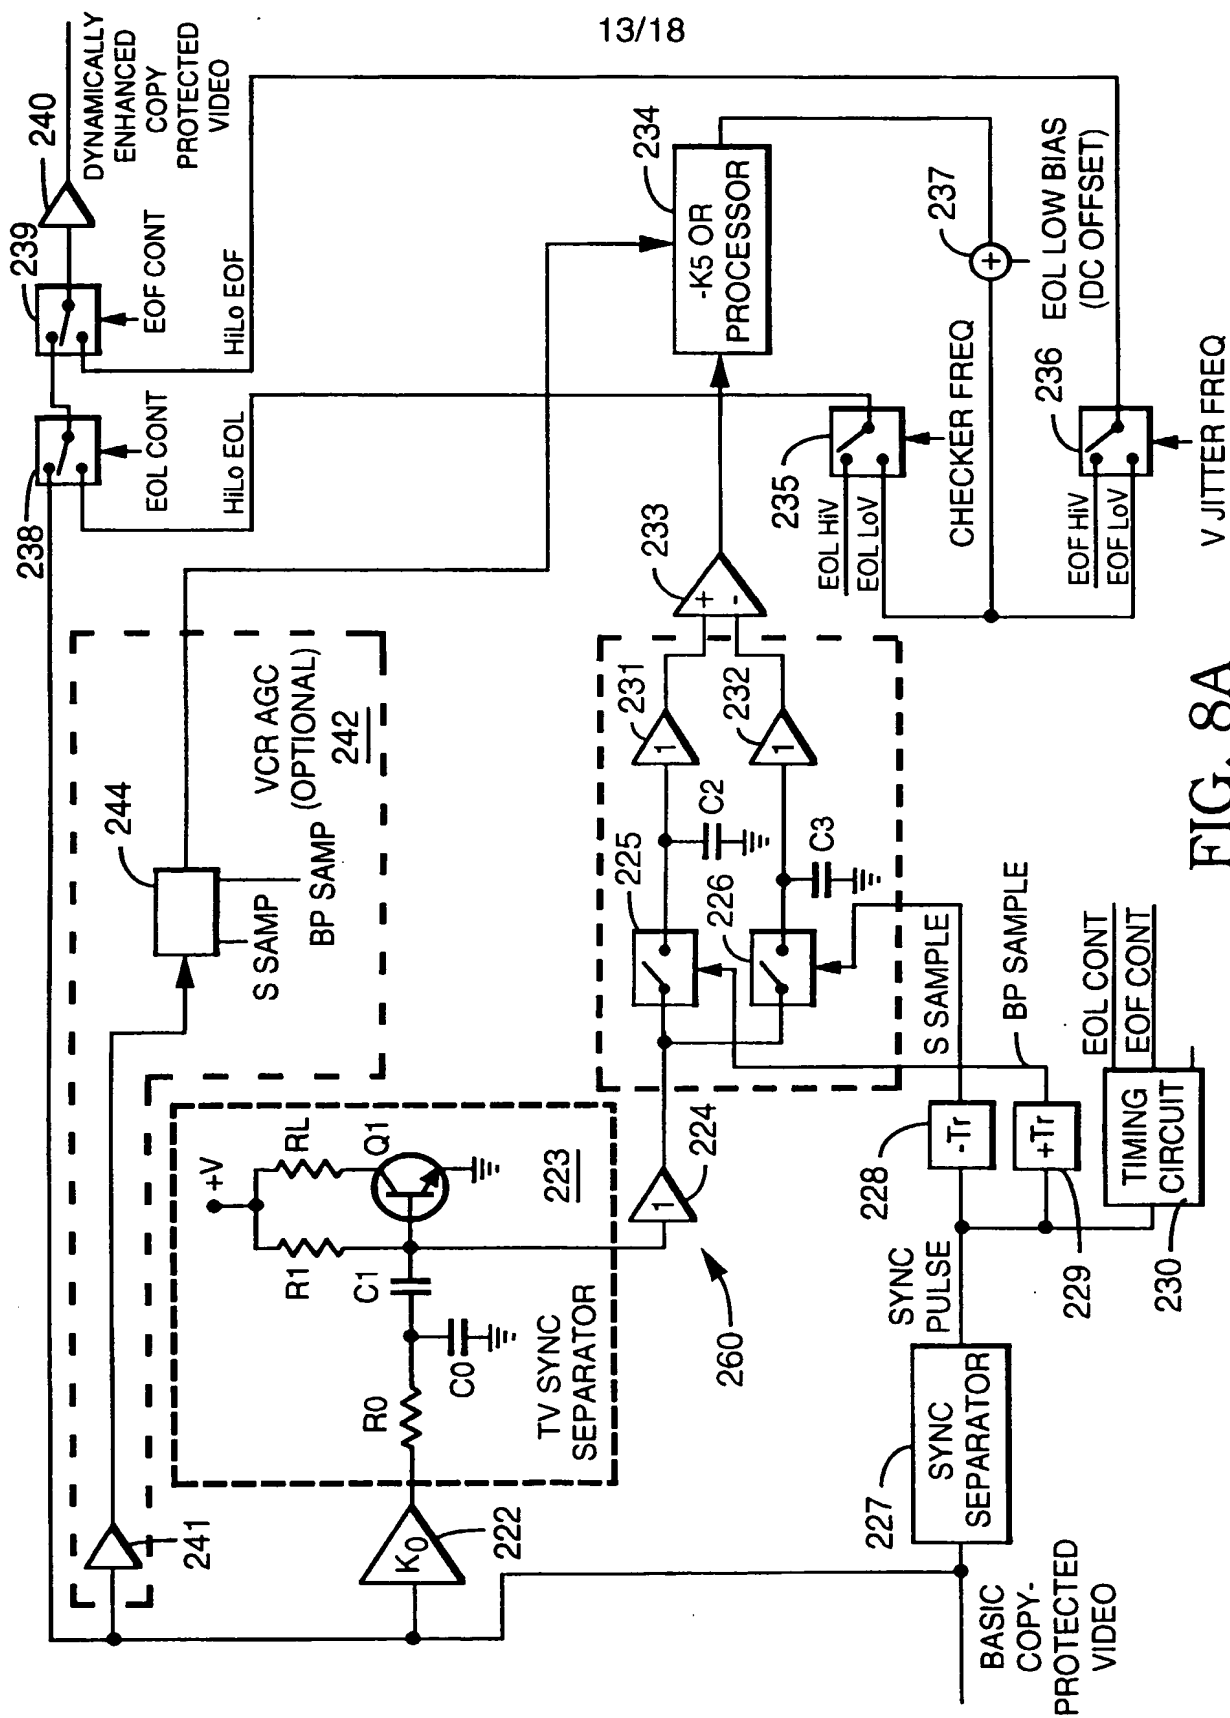 13/18
DYNAMICALLY
ENHANCED
COPY
PROTECTED
VIDEO
240
239
EOF CONT
HiLo EOF
238
EOL CONT
HiLo EOL
234
-K5 OR
PROCESSOR
237
+
EOL LOW BIAS
(DC OFFSET)
235
EOL HiV
EOL LoV
CHECKER FREQ
236
EOF HiV
EOF LoV
V JITTER FREQ
233
+
-
VCR AGC
(OPTIONAL)
242
244
S SAMP
BP SAMP
231
1
232
1
C2
C3
225
226
S SAMPLE
BP SAMPLE
EOL CONT
EOF CONT
+V
RL
Q1
R1
C1
R0
C0
223
TV SYNC
SEPARATOR
224
1
260
228
-Tr
+Tr
229
TIMING
CIRCUIT
230
SYNC
PULSE
241
K0
222
227
SYNC
SEPARATOR
BASIC
COPY-
PROTECTED
VIDEO
FIG. 8A